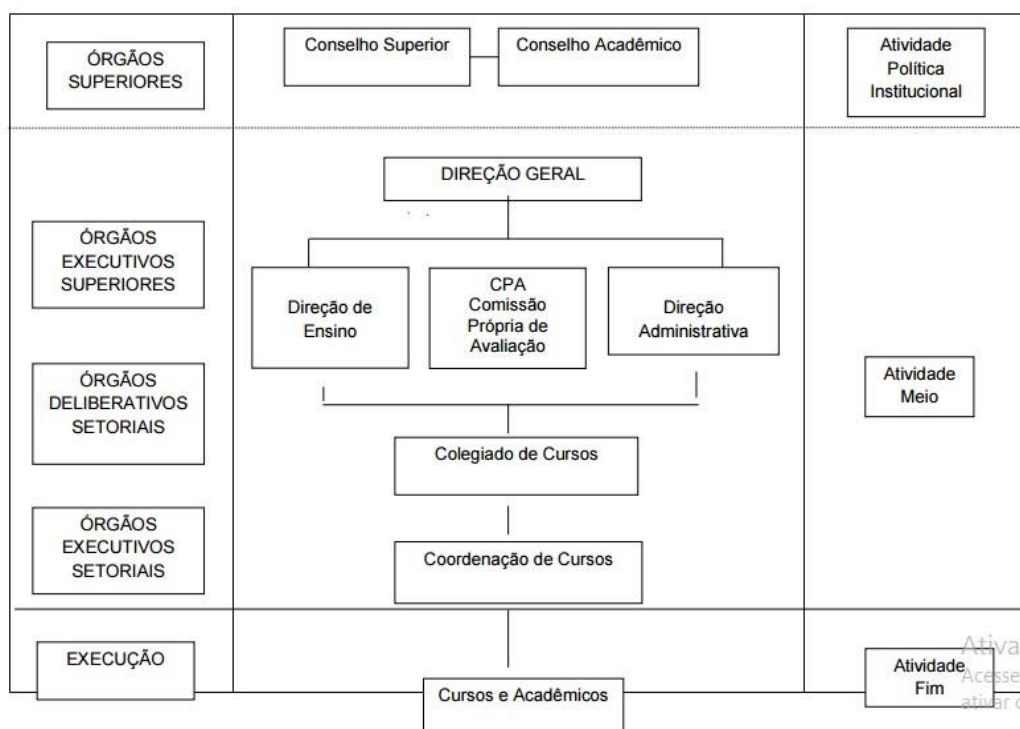 ÓRGÃOS
SUPERIORES
Conselho Superior
Conselho Acadêmico
Atividade
Política
Institucional
DIREÇÃO GERAL
ÓRGÃOS
EXECUTIVOS
SUPERIORES
Direção de
Ensino
CPA
Comissão
Própria de
Avaliação
Direção
Administrativa
ÓRGÃOS
DELIBERATIVOS
SETORIAIS
Atividade
Meio
Colegiado de Cursos
ÓRGÃOS
EXECUTIVOS
SETORIAIS
Coordenação de Cursos
EXECUÇÃO
Cursos e Acadêmicos
Atividade
Fim
Ativa
Acesse
ativar